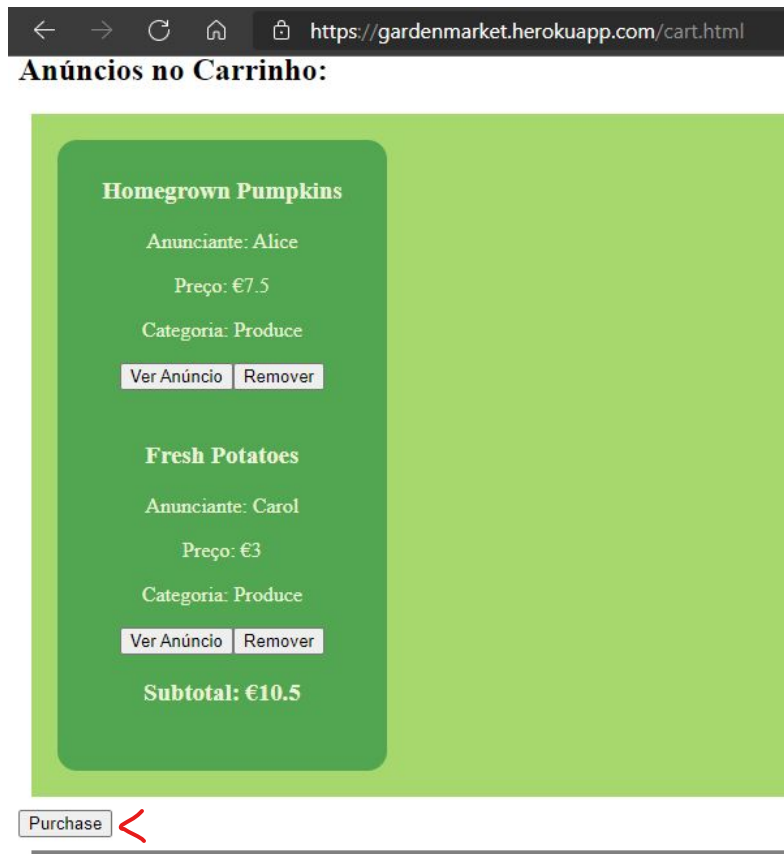 https://gardenmarket.herokuapp.com/cart.html
Anúncios no Carrinho:
Homegrown Pumpkins
Anunciante: Alice
Preço: €7.5
Categoria: Produce
Ver Anúncio Remover
Fresh Potatoes
Anunciante: Carol
Preço: €3
Categoria: Produce
Ver Anúncio Remover
Subtotal: €10.5
Purchase